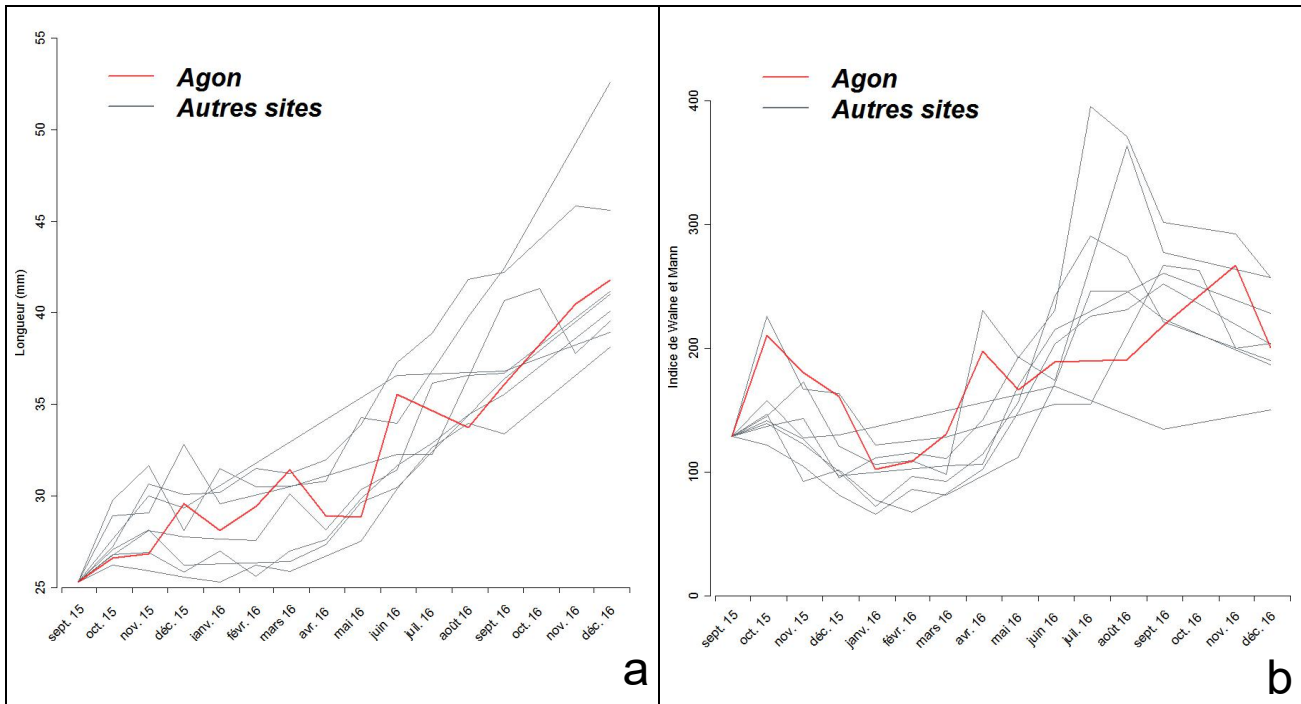 Agon
Autres sites
Longueur (mm)
55
50
45
40
35
30
25
sept. 15
oct. 15
nov. 15
déc. 15
janv. 16
févr. 16
mars 16
avr. 16
mai 16
juin 16
juil. 16
août 16
sept. 16
oct. 16
nov. 16
déc. 16
a
Agon
Autres sites
Indice de Walne et Mann
400
300
200
100
0
sept. 15
oct. 15
nov. 15
déc. 15
janv. 16
févr. 16
mars 16
avr. 16
mai 16
juin 16
juil. 16
août 16
sept. 16
oct. 16
nov. 16
déc. 16
b